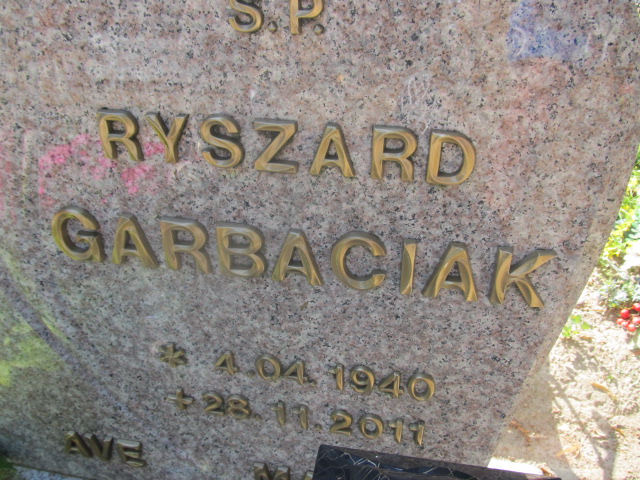 S.P.
RYSZARD
GARBACIAK
* 4.04.1940
+ 28.11.2011
AVE